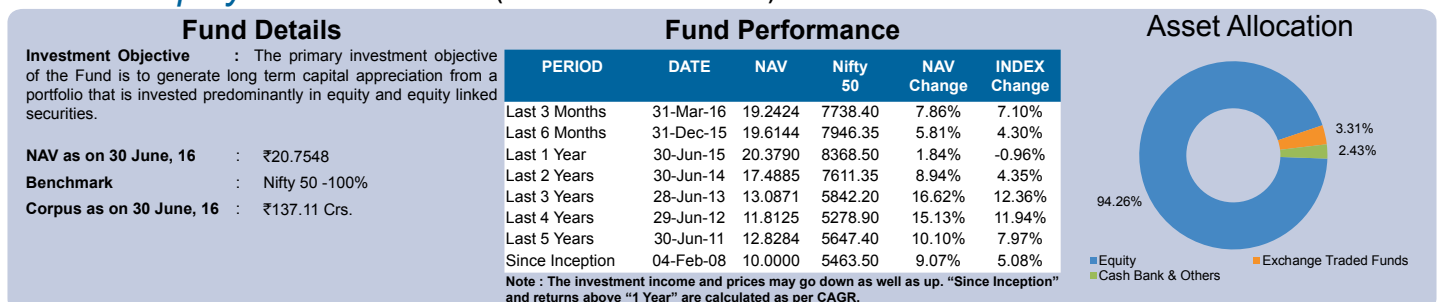 Fund Details
Investment Objective : The primary investment objective
of the Fund is to generate long term capital appreciation from a
portfolio that is invested predominantly in equity and equity linked
securities.
NAV as on 30 June, 16 : ₹20.7548
Benchmark : Nifty 50 -100%
Corpus as on 30 June, 16 : ₹137.11 Crs.
Fund Performance
PERIOD DATE NAV Nifty 50 NAV Change INDEX Change
Last 3 Months 31-Mar-16 19.2424 7738.40 7.86% 7.10%
Last 6 Months 31-Dec-15 19.6144 7946.35 5.81% 4.30%
Last 1 Year 30-Jun-15 20.3790 8368.50 1.84% -0.96%
Last 2 Years 30-Jun-14 17.4885 7611.35 8.94% 4.35%
Last 3 Years 28-Jun-13 13.0871 5842.20 16.62% 12.36%
Last 4 Years 29-Jun-12 11.8125 5278.90 15.13% 11.94%
Last 5 Years 30-Jun-11 12.8284 5647.40 10.10% 7.97%
Since Inception 04-Feb-08 10.0000 5463.50 9.07% 5.08%
Note : The investment income and prices may go down as well as up. “Since Inception”
and returns above “1 Year” are calculated as per CAGR.
Asset Allocation
3.31%
2.43%
94.26%
Equity Exchange Traded Funds
Cash Bank & Others